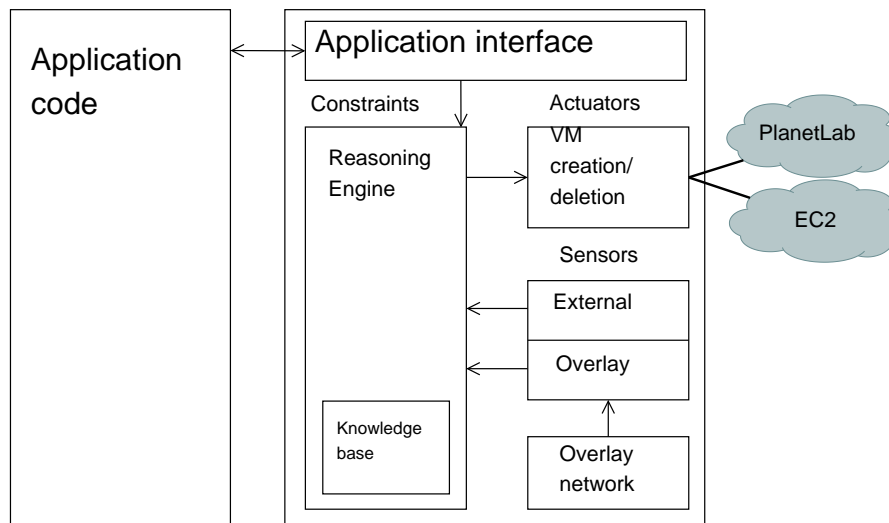 Application
code
Application interface
Constraints
Reasoning
Engine
Knowledge
base
Actuators
VM
creation/
deletion
PlanetLab
EC2
Sensors
External
Overlay
Overlay
network